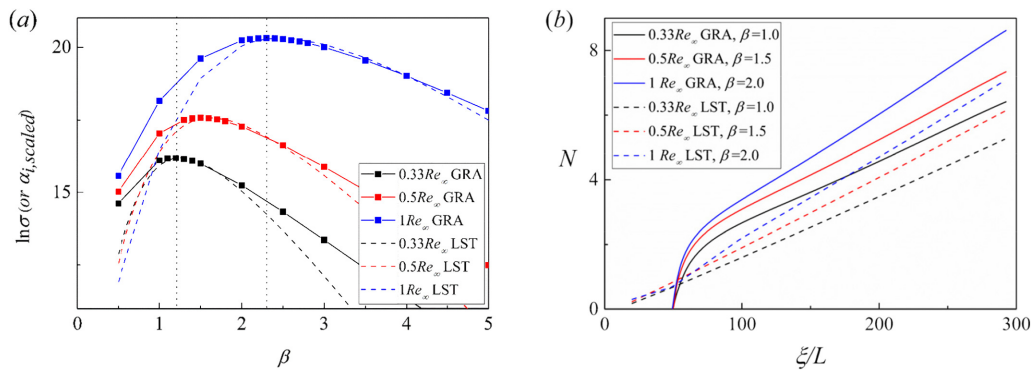 (a)
20
15
lnσ(or α_{i,scaled})
0
1
2
3
4
5
β
0.33Re_∞ GRA
0.5Re_∞ GRA
1Re_∞ GRA
0.33Re_∞ LST
0.5Re_∞ LST
1Re_∞ LST
(b)
8
4
0
N
0
100
200
300
ξ/L
0.33Re_∞ GRA, β=1.0
0.5Re_∞ GRA, β=1.5
1 Re_∞ GRA, β=2.0
0.33Re_∞ LST, β=1.0
0.5Re_∞ LST, β=1.5
1 Re_∞ LST, β=2.0